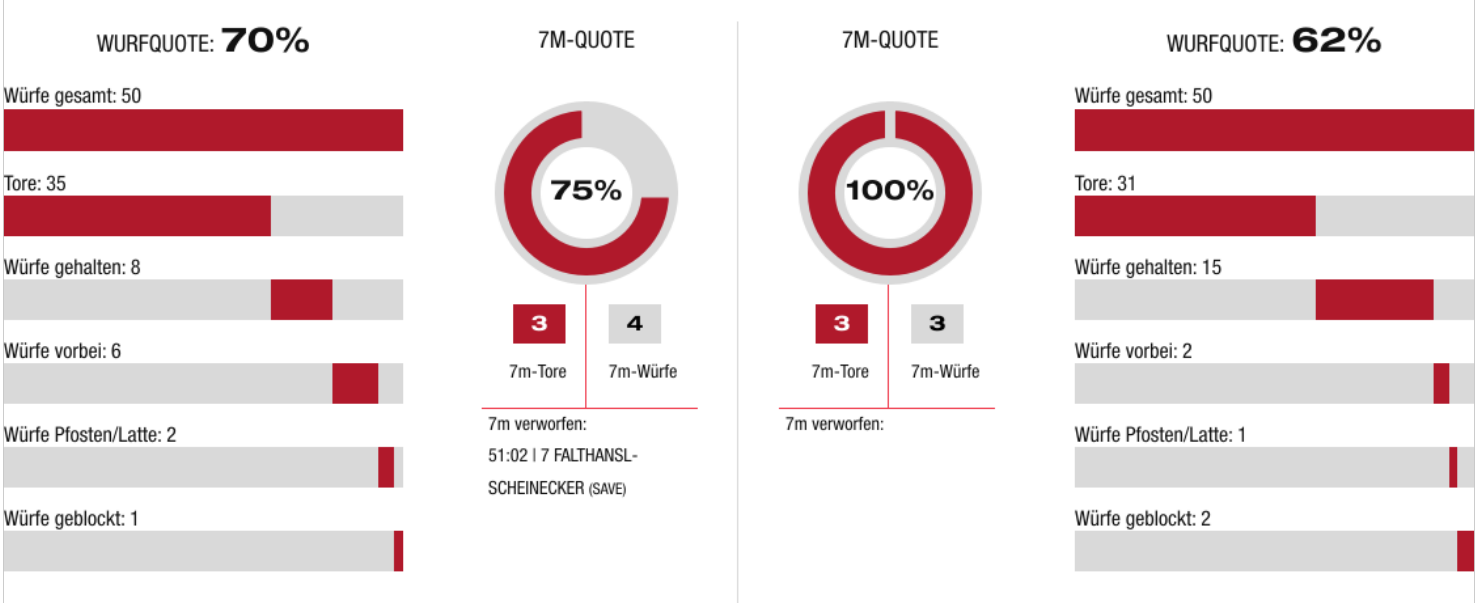 WURFQUOTE: 70%
Würfe gesamt: 50
Tore: 35
Würfe gehalten: 8
Würfe vorbei: 6
Würfe Pfosten/Latte: 2
Würfe geblockt: 1
7M-QUOTE
75%
3
4
7m-Tore
7m-Würfe
7m verworfen:
51:02 | 7 FALTHANSL-
SCHEINECKER (SAVE)
7M-QUOTE
100%
3
3
7m-Tore
7m-Würfe
7m verworfen:
WURFQUOTE: 62%
Würfe gesamt: 50
Tore: 31
Würfe gehalten: 15
Würfe vorbei: 2
Würfe Pfosten/Latte: 1
Würfe geblockt: 2